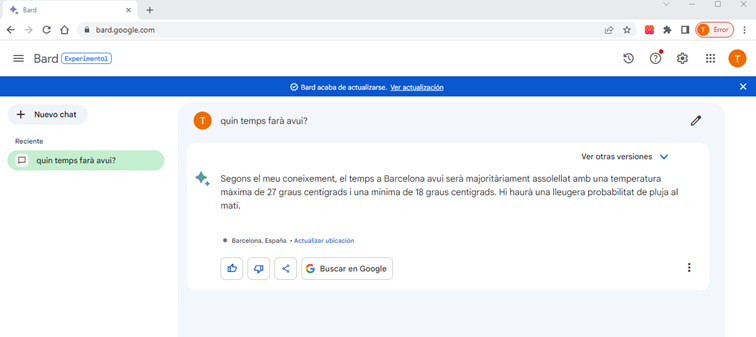 Bard
bard.google.com
T
Error
Bard
Experimental
T
Bard acaba de actualizarse. Ver actualización
Nuevo chat
Reciente
quin temps farà avui?
T
quin temps farà avui?
Ver otras versiones
Segons el meu coneixement, el temps a Barcelona avui serà majoritàriament assolellat amb una temperatura
màxima de 27 graus centígrads i una mínima de 18 graus centígrads. Hi haurà una lleugera probabilitat de pluja al
matí.
Barcelona, España • Actualizar ubicación
Buscar en Google